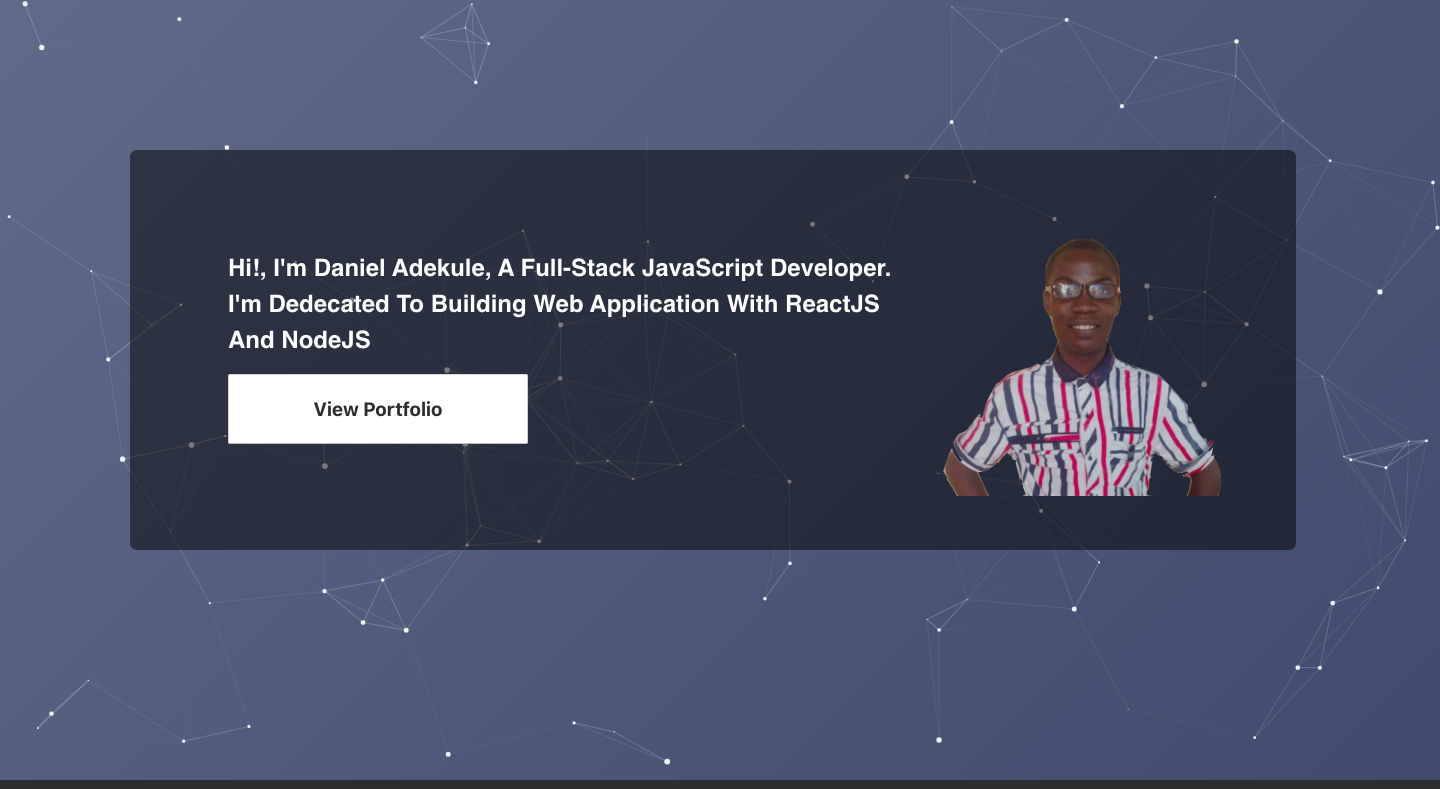 Hi!, I'm Daniel Adekule, A Full-Stack JavaScript Developer.
I'm Dedecated To Building Web Application With ReactJS
And NodeJS
View Portfolio